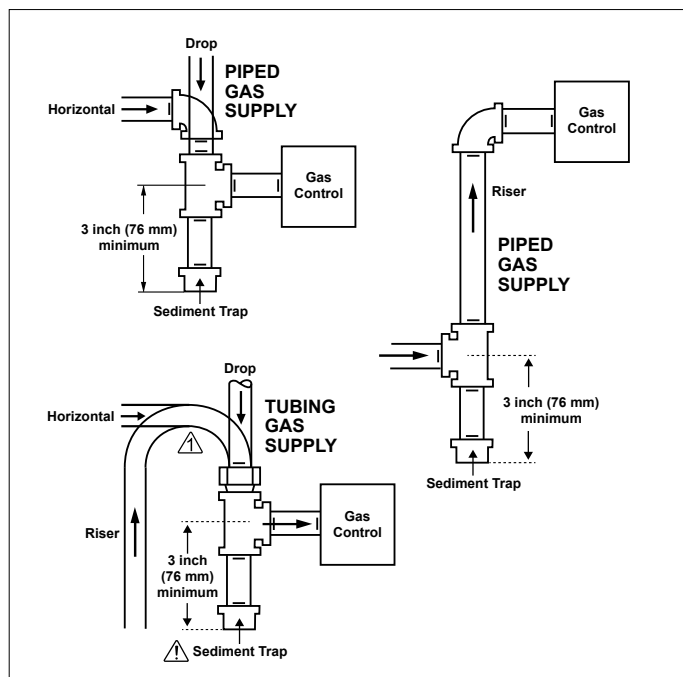 Drop
PIPED
GAS
SUPPLY
Horizontal
Gas
Control
3 inch (76 mm)
minimum
Sediment Trap
Gas
Control
Riser
PIPED
GAS
SUPPLY
3 inch (76 mm)
minimum
Sediment Trap
Drop
TUBING
GAS
SUPPLY
Horizontal
1
Riser
Gas
Control
3 inch
(76 mm)
minimum
! Sediment Trap